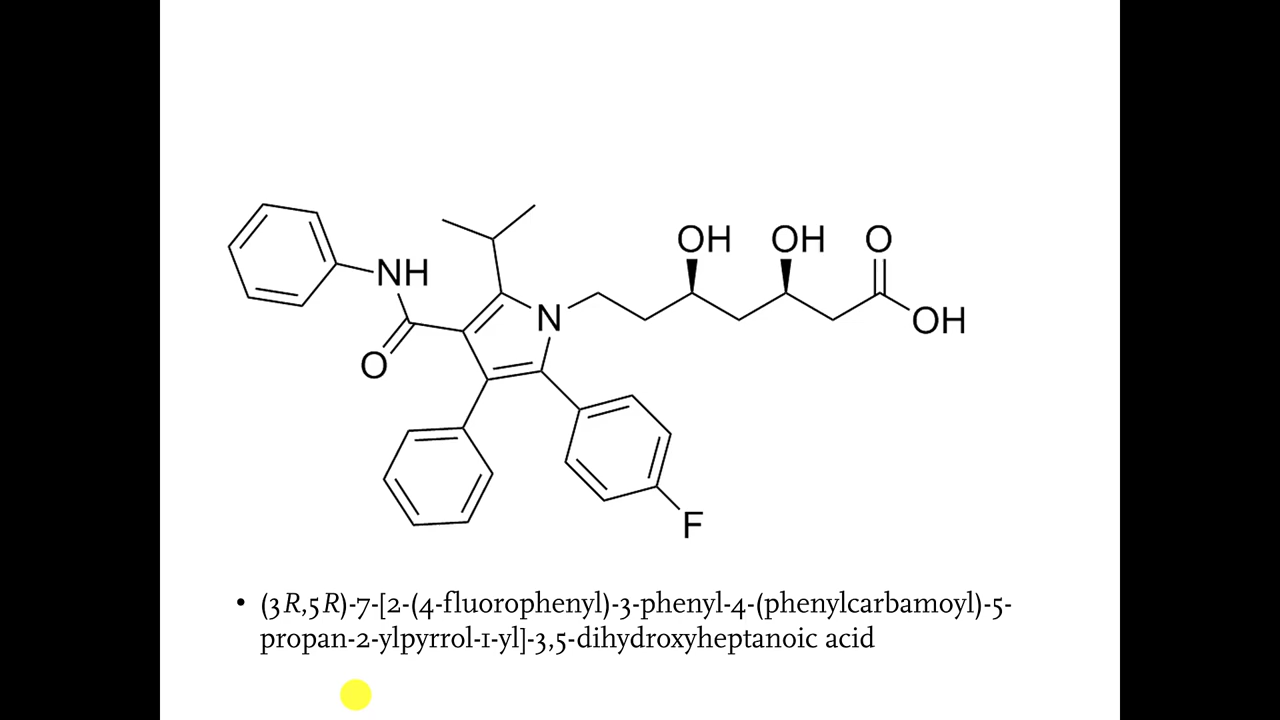 OH OH O
NH
N
OH
O
F
• (3R,5R)-7-[2-(4-fluorophenyl)-3-phenyl-4-(phenylcarbamoyl)-5-
propan-2-ylpyrrol-1-yl]-3,5-dihydroxyheptanoic acid